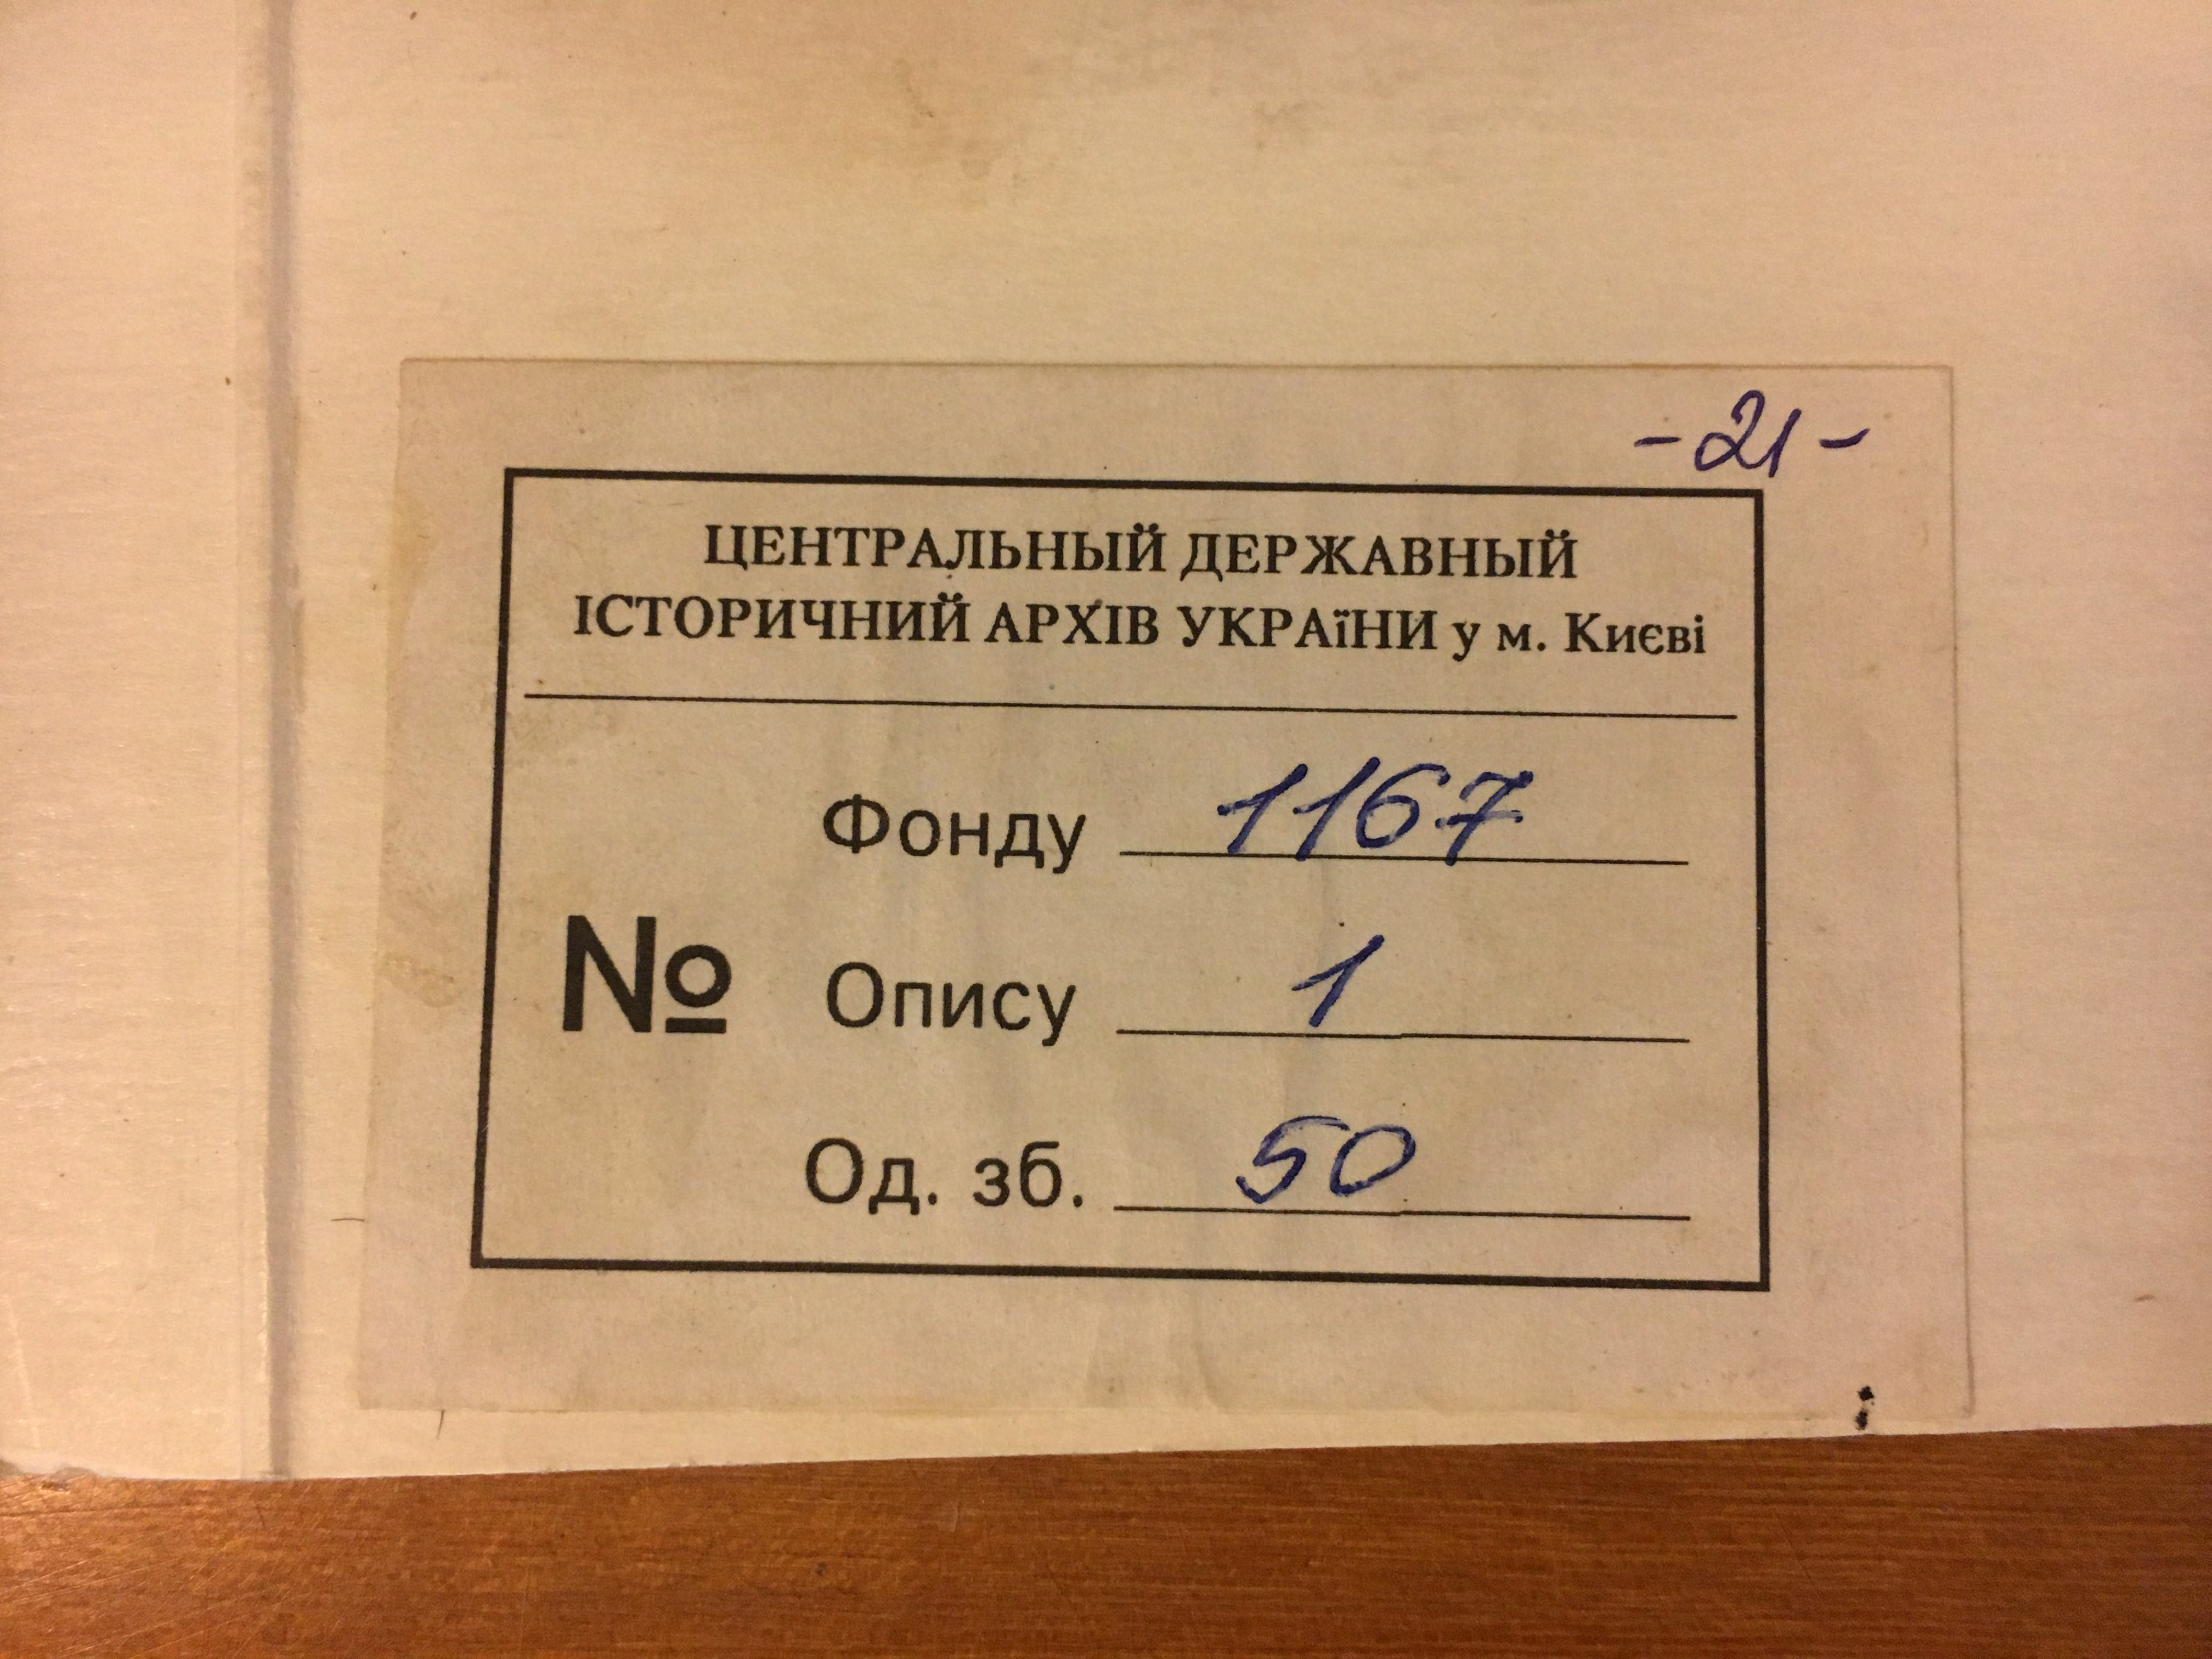 -21-
ЦЕНТРАЛЬНЫЙ ДЕРЖАВНЫЙ
ІСТОРИЧНИЙ АРХІВ УКРАїНИ у м. Києві
Фонду 1167
№ Опису 1
Од. зб. 50